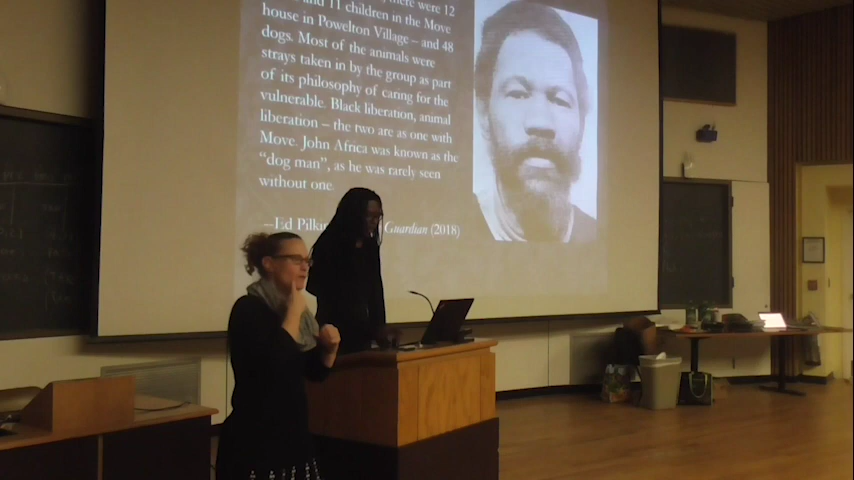 there were 12
and 11 children in the Move
house in Powelton Village – and 48
dogs. Most of the animals were
strays taken in by the group as part
of its philosophy of caring for the
vulnerable. Black liberation, animal
liberation – the two are as one with
Move. John Africa was known as the
“dog man”, as he was rarely seen
without one.
--Ed Guardian (2018)